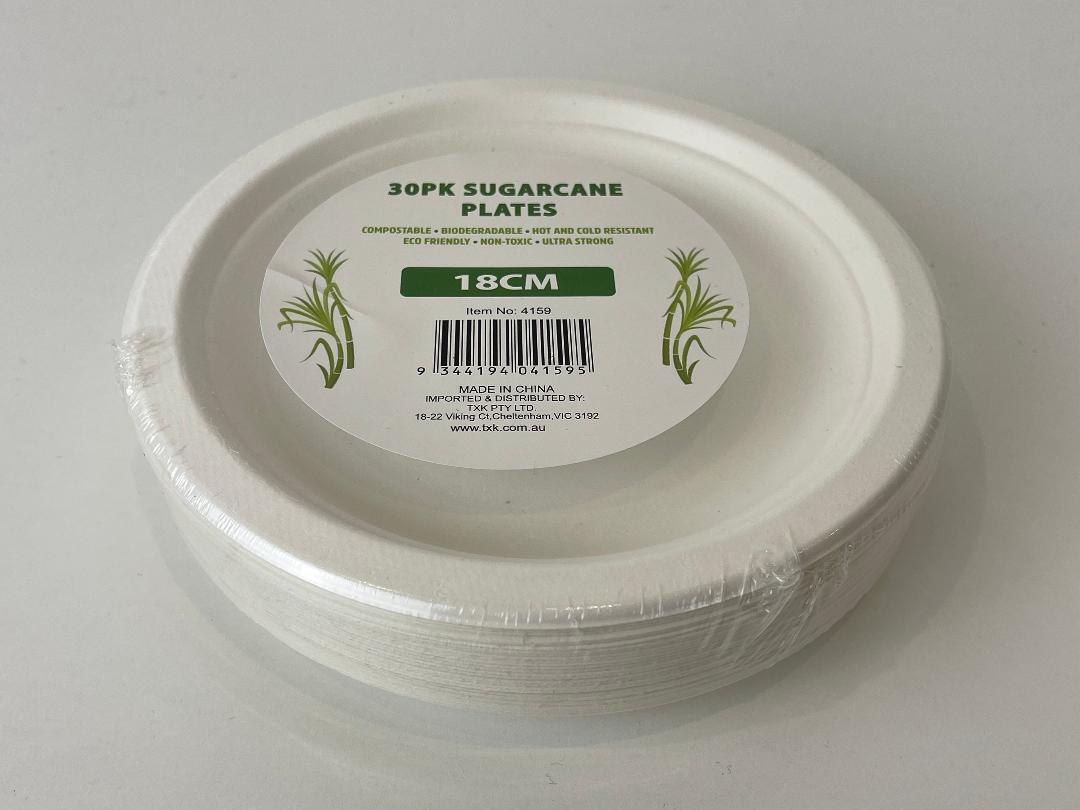 30PK SUGARCANE
PLATES
COMPOSTABLE • BIODEGRADABLE • HOT AND COLD RESISTANT
ECO FRIENDLY • NON-TOXIC • ULTRA STRONG
18CM
Item No: 4159
9 344194 041595
MADE IN CHINA
IMPORTED & DISTRIBUTED BY:
TXK PTY LTD.
18-22 Viking Ct,Cheltenham,VIC 3192
www.txk.com.au